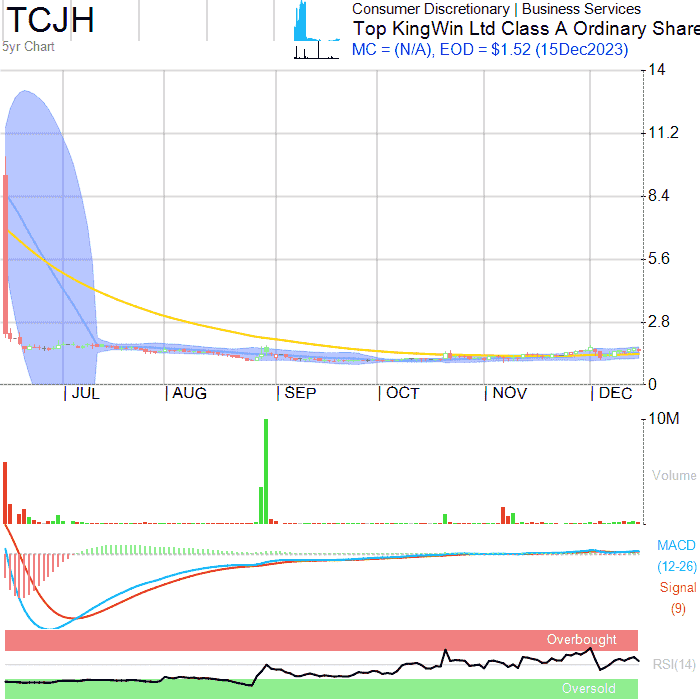 TCJH
5yr Chart
Consumer Discretionary | Business Services
Top KingWin Ltd Class A Ordinary Share
MC = (N/A), EOD = $1.52 (15Dec2023)
14
11.2
8.4
5.6
2.8
0
JUL AUG SEP OCT NOV DEC
10M
Volume
MACD
(12-26)
Signal
(9)
Overbought
RSI(14)
Oversold